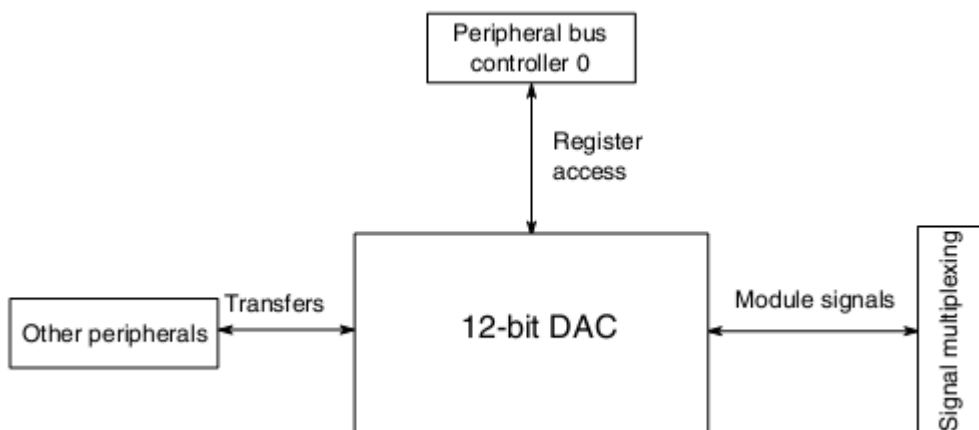 Peripheral bus
controller 0
Register
access
Transfers
Other peripherals
12-bit DAC
Module signals
Signal multiplexing